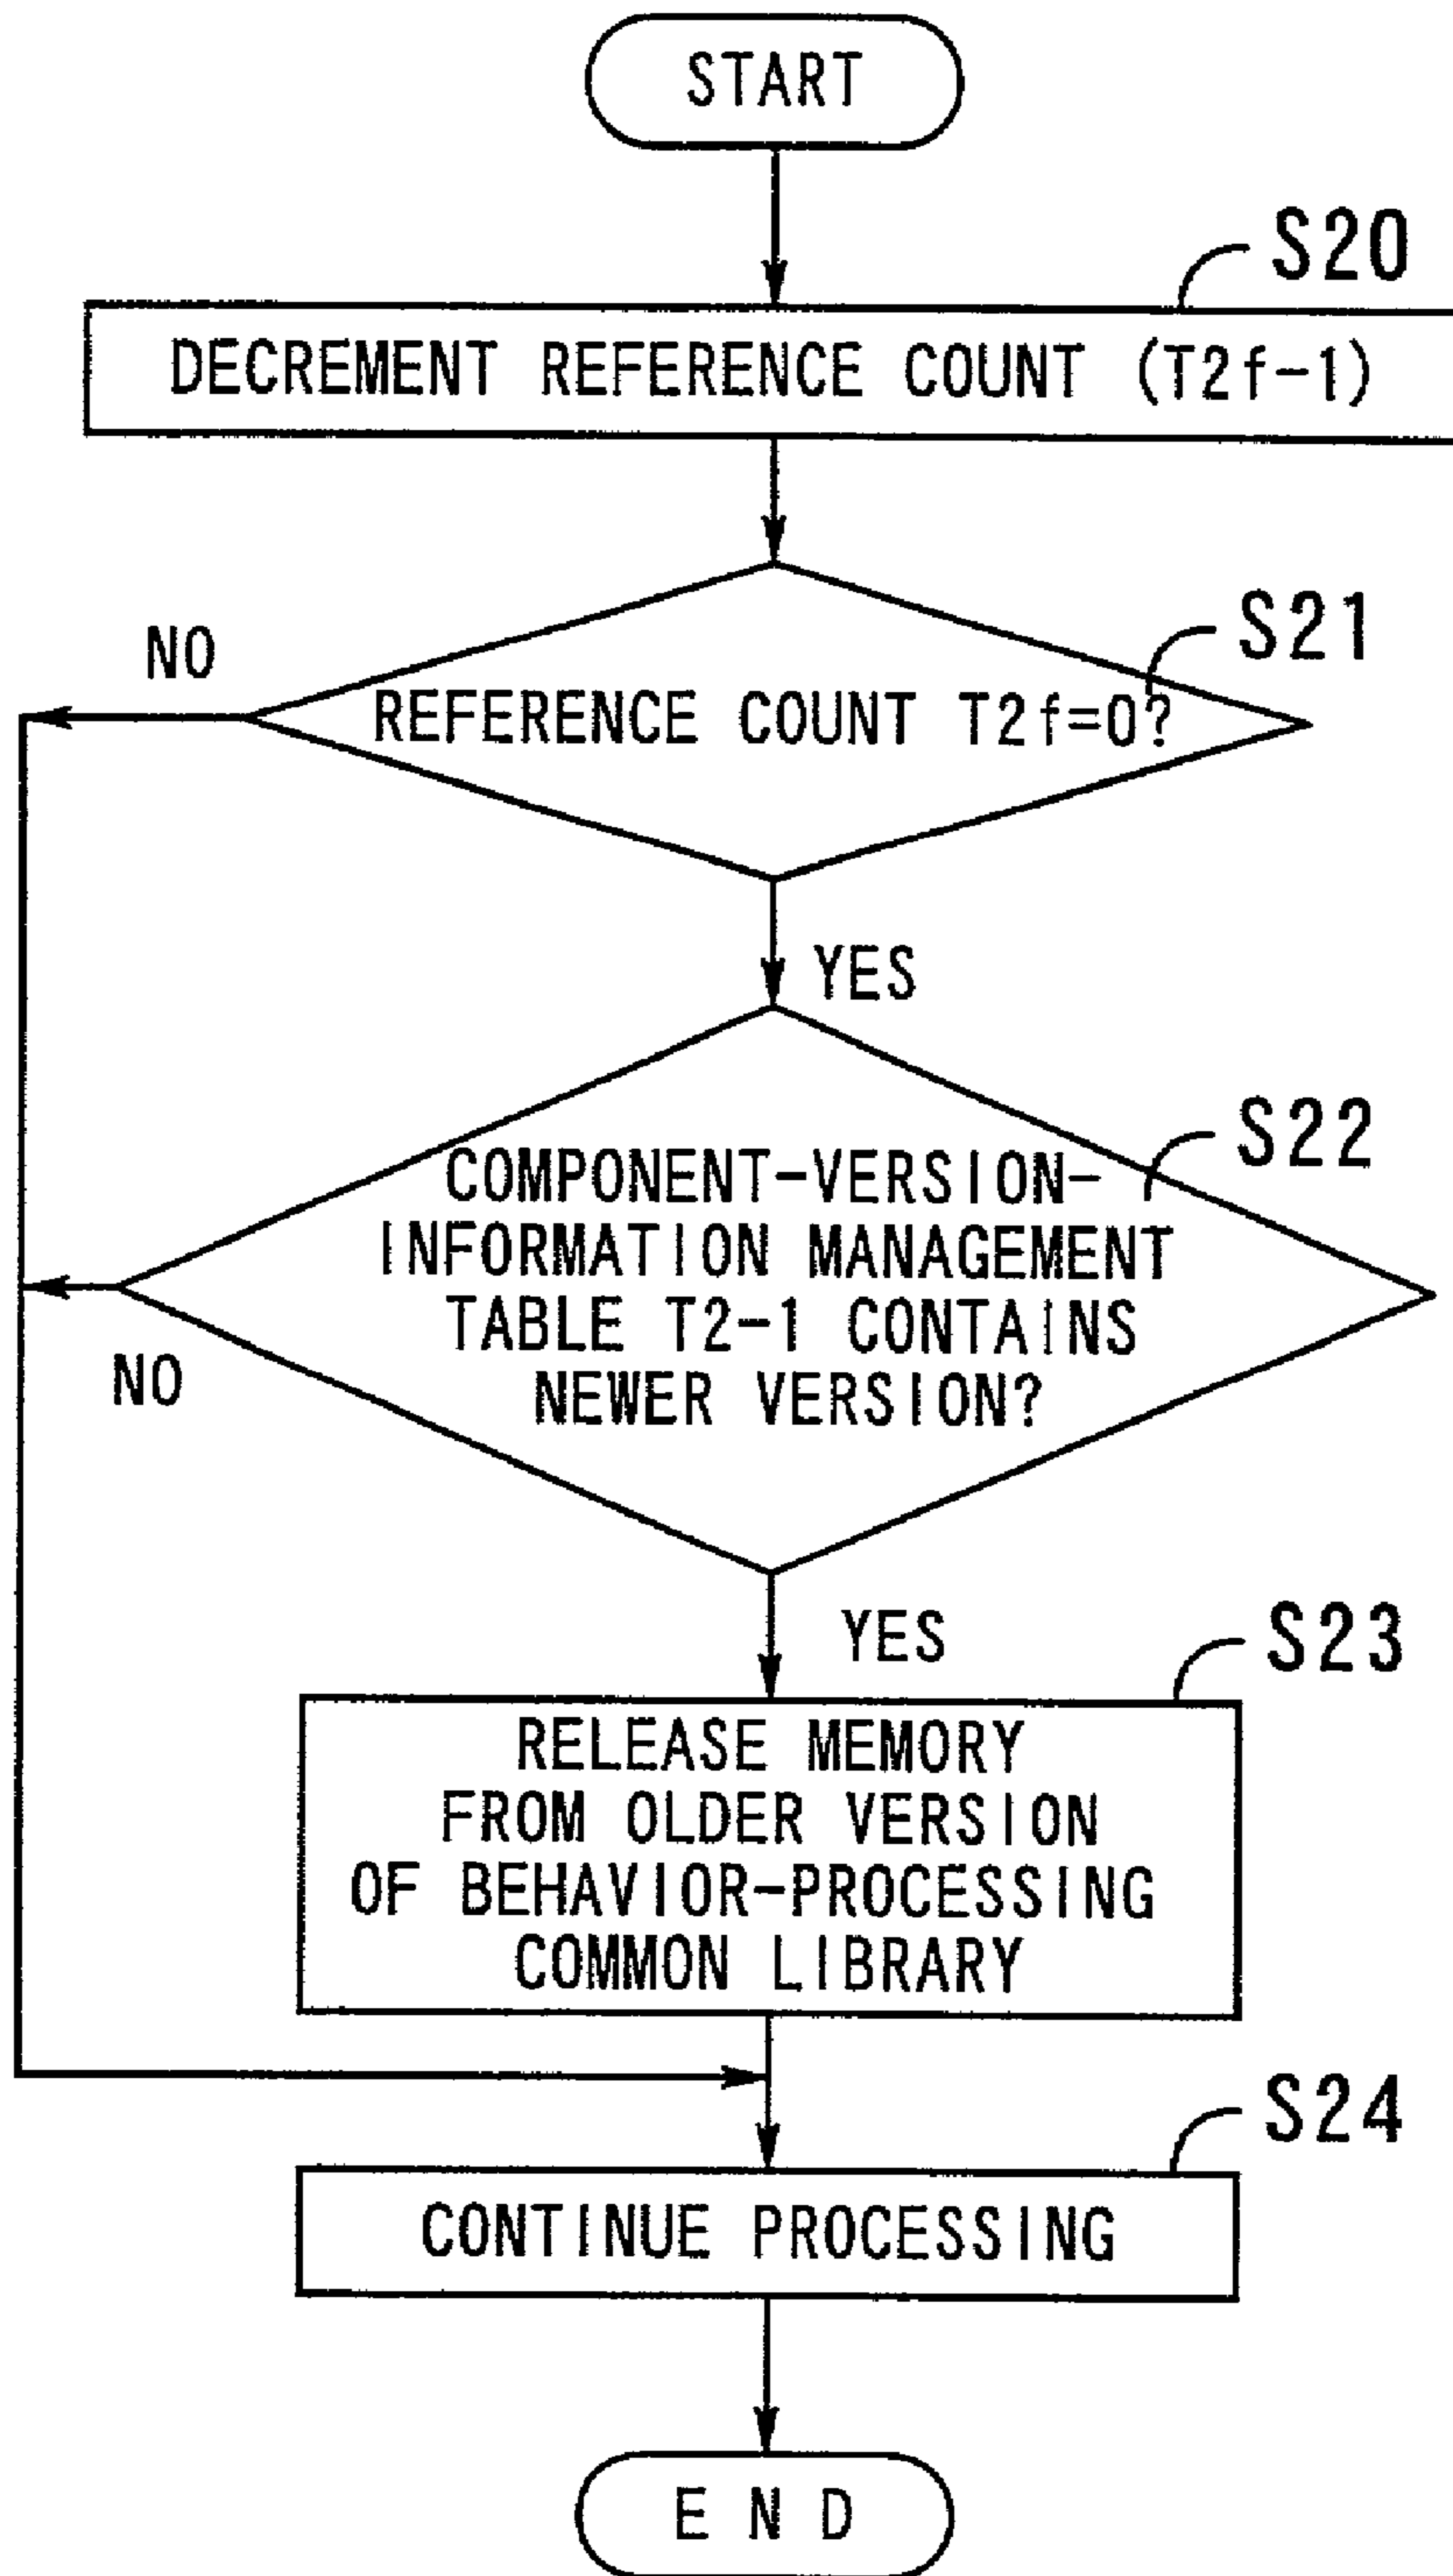 START
S20
DECREMENT REFERENCE COUNT (T2f-1)
S21
NO
REFERENCE COUNT T2f=0?
YES
S22
COMPONENT-VERSION-
INFORMATION MANAGEMENT
TABLE T2-1 CONTAINS
NEWER VERSION?
NO
YES
S23
RELEASE MEMORY
FROM OLDER VERSION
OF BEHAVIOR-PROCESSING
COMMON LIBRARY
S24
CONTINUE PROCESSING
END